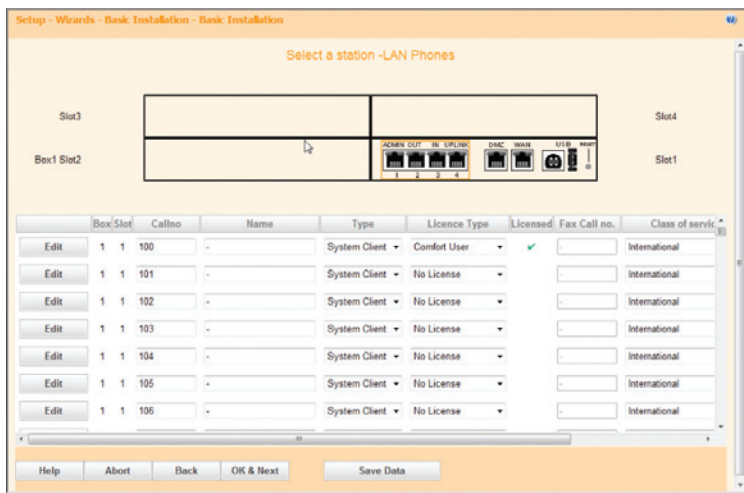 Setup - Wizards - Basic Installation - Basic Installation
Select a station -LAN Phones
Slot3
Slot4
ADMIN OUT IN UPLINK DMZ WAN USB RESET
Box1 Slot2
Slot1
1 2 3 4
Box Slot Callno Name Type Licence Type Licensed Fax Call no. Class of servic
Edit 1 1 100 - System Client Comfort User - International
Edit 1 1 101 - System Client No License - International
Edit 1 1 102 - System Client No License - International
Edit 1 1 103 - System Client No License - International
Edit 1 1 104 - System Client No License - International
Edit 1 1 105 - System Client No License - International
Edit 1 1 106 - System Client No License - International
Help Abort Back OK & Next Save Data